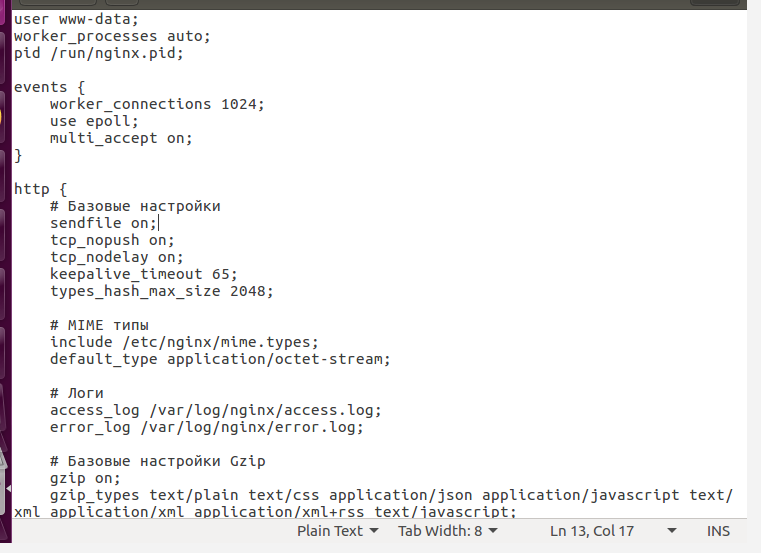 user www-data;
worker_processes auto;
pid /run/nginx.pid;

events {
    worker_connections 1024;
    use epoll;
    multi_accept on;
}

http {
    # Базовые настройки
    sendfile on;
    tcp_nopush on;
    tcp_nodelay on;
    keepalive_timeout 65;
    types_hash_max_size 2048;

    # MIME типы
    include /etc/nginx/mime.types;
    default_type application/octet-stream;

    # Логи
    access_log /var/log/nginx/access.log;
    error_log /var/log/nginx/error.log;

    # Базовые настройки Gzip
    gzip on;
    gzip_types text/plain text/css application/json application/javascript text/
xml application/xml application/xml+rss text/javascript;
Plain Text Tab Width: 8 Ln 13, Col 17 INS